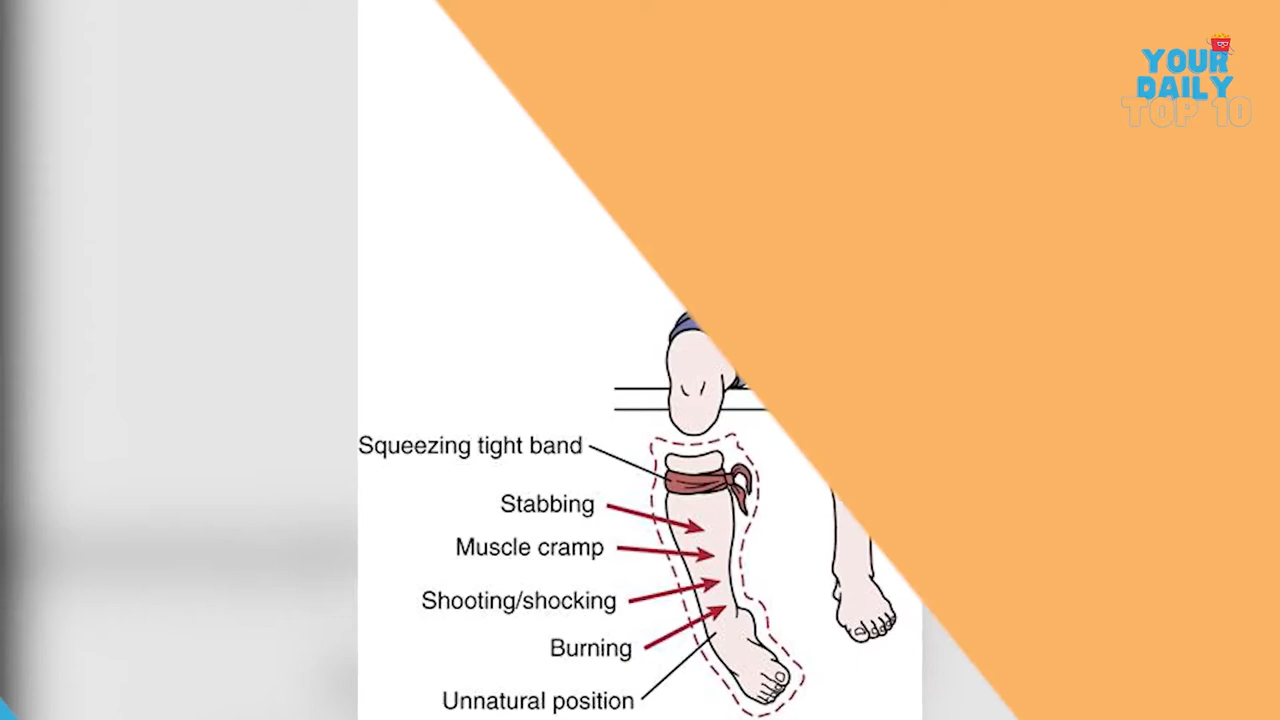 YOUR
DAILY
TOP 10
Squeezing tight band
Stabbing
Muscle cramp
Shooting/shocking
Burning
Unnatural position